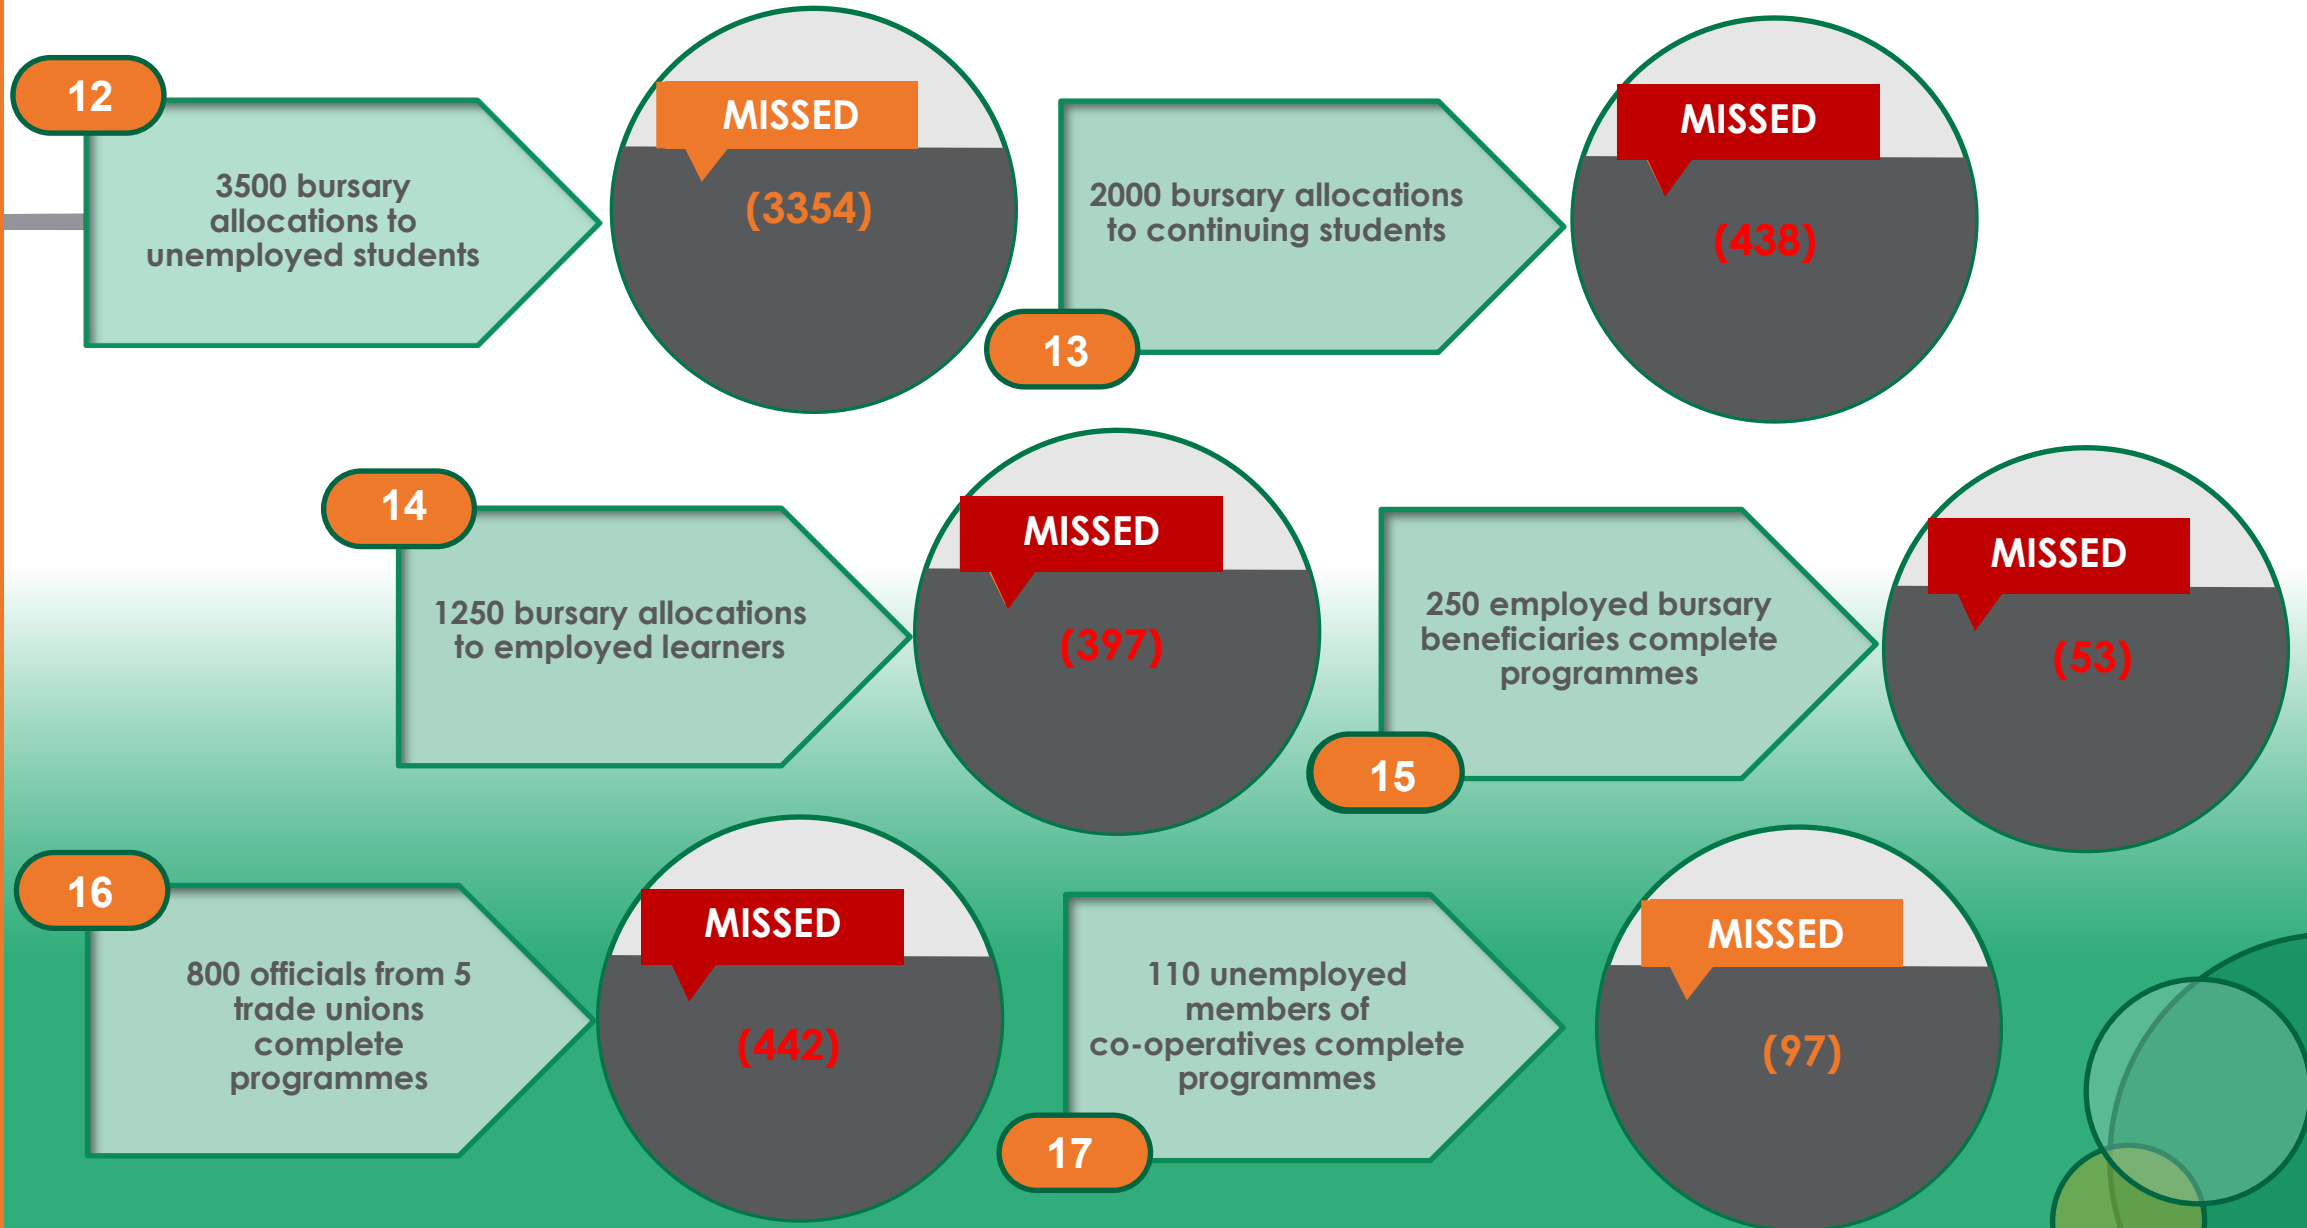 12
3500 bursary
allocations to
unemployed students
MISSED
(3354)
2000 bursary allocations
to continuing students
13
MISSED
(438)
14
1250 bursary allocations
to employed learners
MISSED
(397)
250 employed bursary
beneficiaries complete
programmes
15
MISSED
(53)
16
800 officials from 5
trade unions
complete
programmes
MISSED
(442)
110 unemployed
members of
co-operatives complete
programmes
17
MISSED
(97)